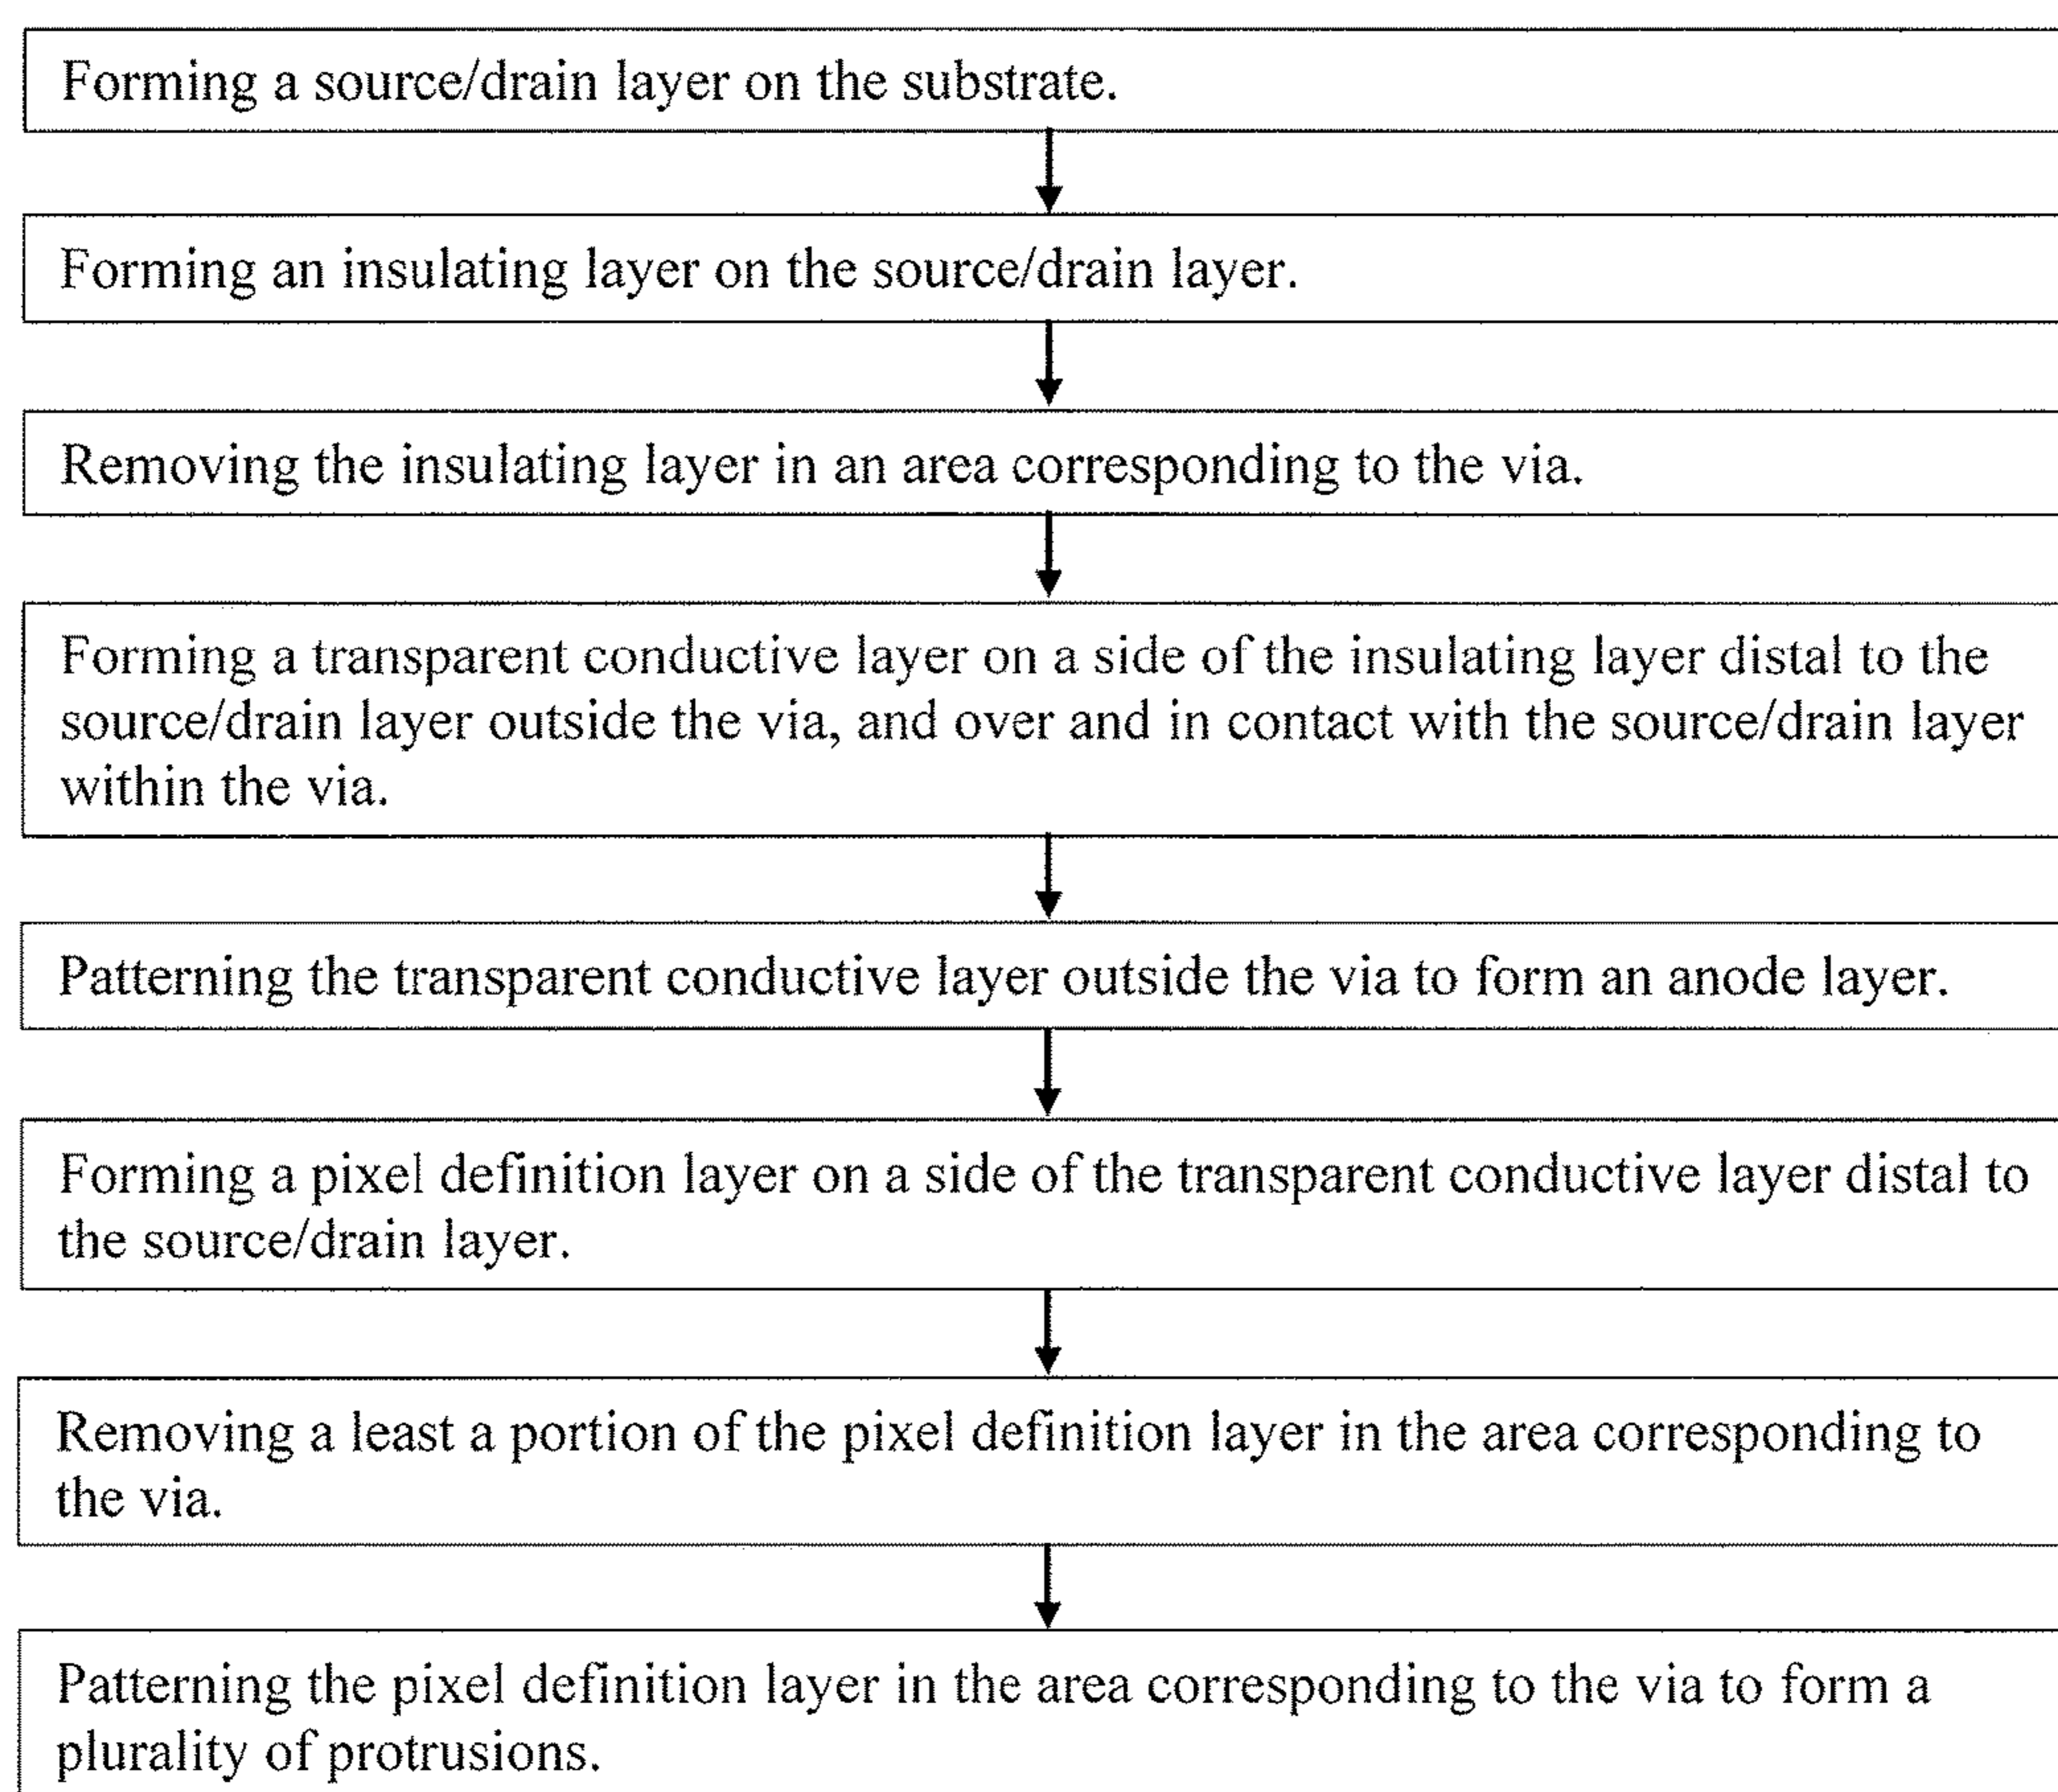 Forming a source/drain layer on the substrate.
Forming an insulating layer on the source/drain layer.
Removing the insulating layer in an area corresponding to the via.
Forming a transparent conductive layer on a side of the insulating layer distal to the
source/drain layer outside the via, and over and in contact with the source/drain layer
within the via.
Patterning the transparent conductive layer outside the via to form an anode layer.
Forming a pixel definition layer on a side of the transparent conductive layer distal to
the source/drain layer.
Removing a least a portion of the pixel definition layer in the area corresponding to
the via.
Patterning the pixel definition layer in the area corresponding to the via to form a
plurality of protrusions.